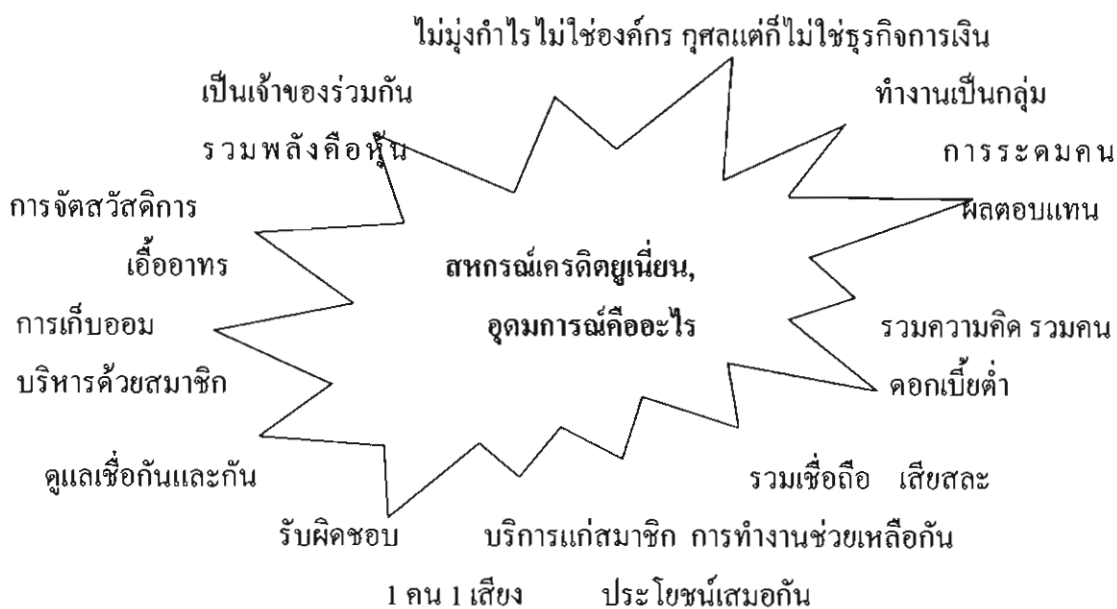 ไม่มุ่งกำไร ไม่ใช่องค์กร กุศลแต่ก็ไม่ใช่ธุรกิจการเงิน
เป็นเจ้าของร่วมกัน
ทำงานเป็นกลุ่ม
รวมพลังคือหุ้น
การระดมคน
การจัตสวัสดิการ
ผลตอบแทน
เอื้ออาทร
สหกรณ์เครดิตยูเนี่ยน,
อุดมการณ์คืออะไร
การเก็บออม
รวมความคิด รวมคน
บริหารด้วยสมาชิก
ดอกเบี้ยต่ำ
ดูแลเชื่อกันและกัน
รวมเชื่อถือ เสียสละ
รับผิดชอบ บริการแก่สมาชิก การทำงานช่วยเหลือกัน
1 คน 1 เสียง ประโยชน์เสมอกัน